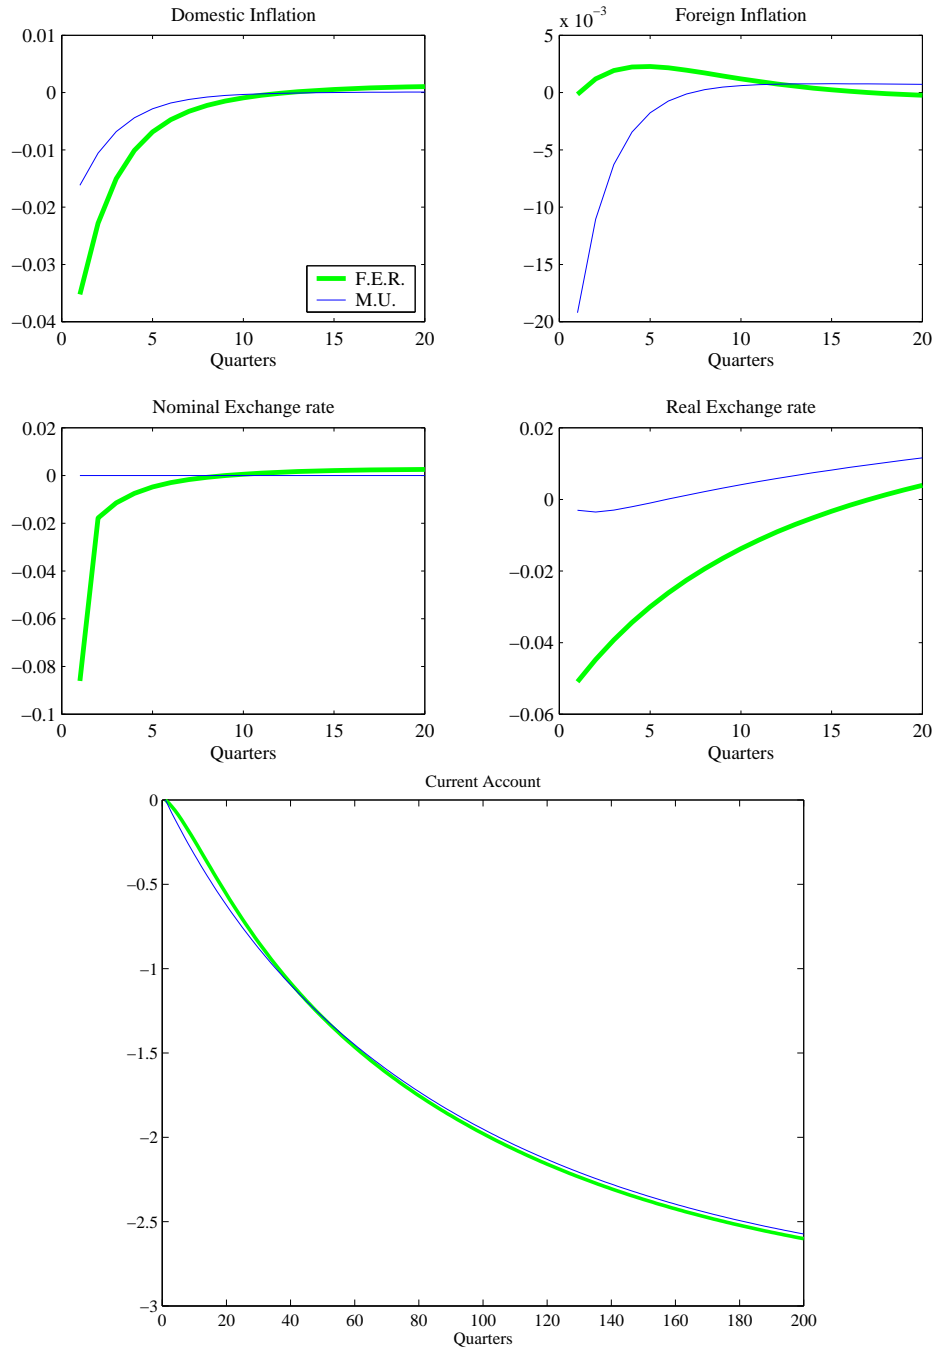 Domestic Inflation
0.01
0
−0.01
−0.02
−0.03
−0.04
0 5 10 15 20
Quarters
F.E.R.
M.U.
Foreign Inflation
x 10⁻³
5
0
−5
−10
−15
−20
0 5 10 15 20
Quarters
Nominal Exchange rate
0.02
0
−0.02
−0.04
−0.06
−0.08
−0.1
0 5 10 15 20
Quarters
Real Exchange rate
0.02
0
−0.02
−0.04
−0.06
0 5 10 15 20
Quarters
Current Account
0
−0.5
−1
−1.5
−2
−2.5
−3
0 20 40 60 80 100 120 140 160 180 200
Quarters